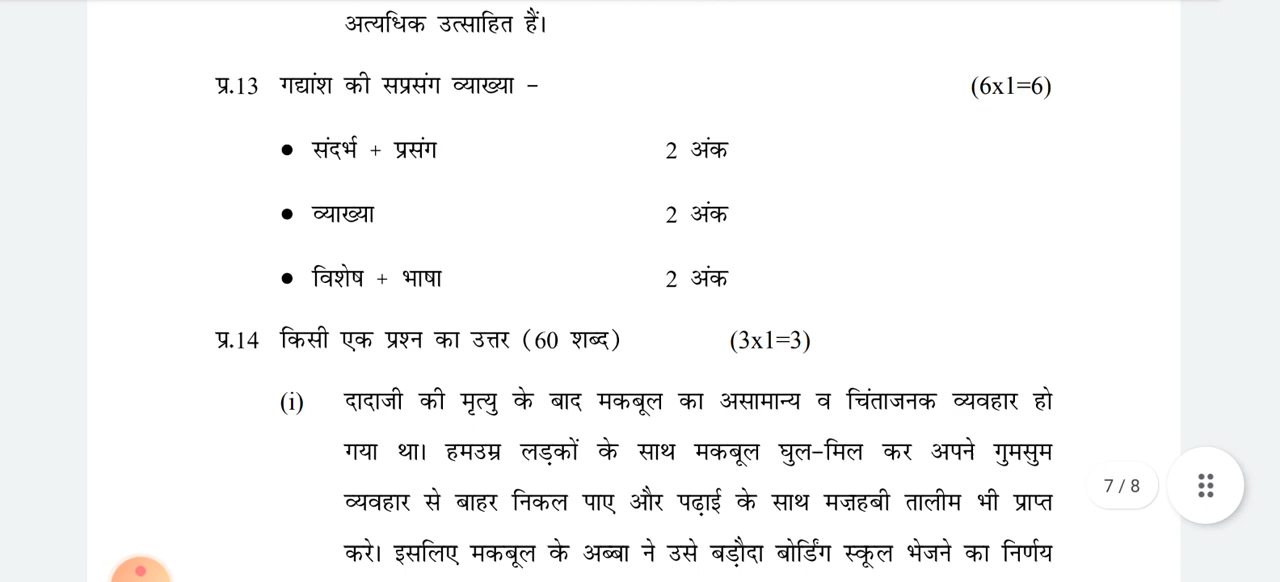 अत्यधिक उत्साहित हैं।
प्र.13 गद्यांश की सप्रसंग व्याख्या – (6x1=6)
• संदर्भ + प्रसंग 2 अंक
• व्याख्या 2 अंक
• विशेष + भाषा 2 अंक
प्र.14 किसी एक प्रश्न का उत्तर (60 शब्द) (3x1=3)
(i) दादाजी की मृत्यु के बाद मकबूल का असामान्य व चिंताजनक व्यवहार हो
गया था। हमउम्र लड़कों के साथ मकबूल घुल-मिल कर अपने गुमसुम
व्यवहार से बाहर निकल पाए और पढ़ाई के साथ मज़हबी तालीम भी प्राप्त
करे। इसलिए मकबूल के अब्बा ने उसे बड़ौदा बोर्डिंग स्कूल भेजने का निर्णय
7 / 8